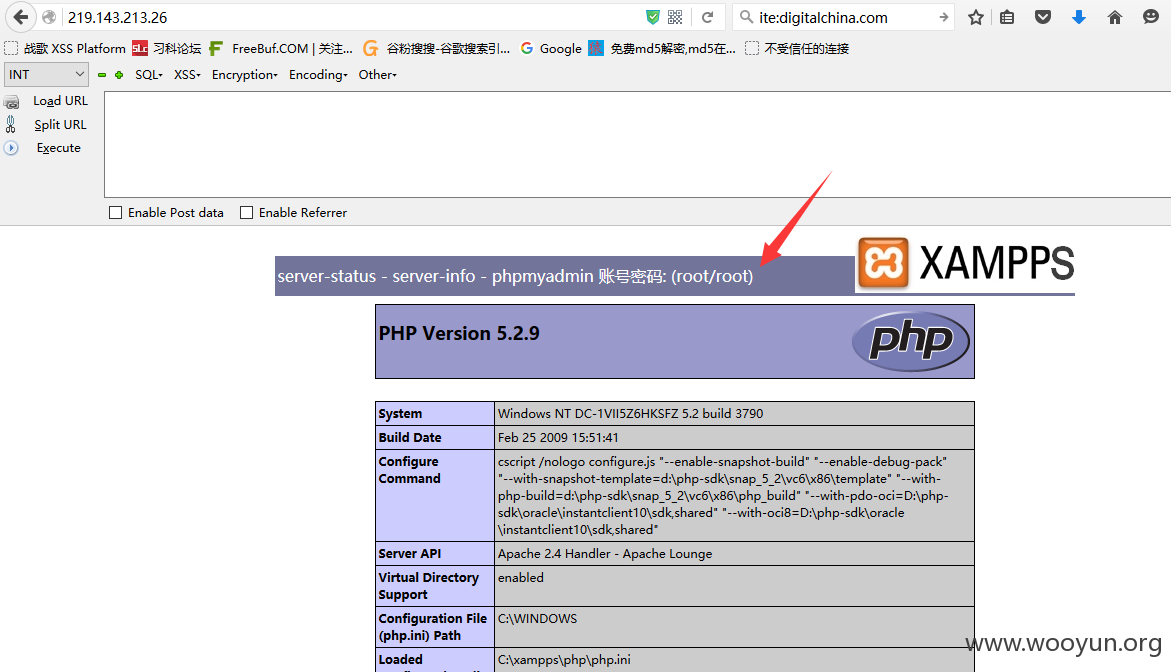 219.143.213.26
ite:digitalchina.com
战歌 XSS Platform
习科论坛
FreeBuf.COM | 关注...
谷粉搜搜-谷歌搜索引...
Google
免费md5解密,md5在...
不受信任的连接
INT
SQL
XSS
Encryption
Encoding
Other
Load URL
Split URL
Execute
Enable Post data
Enable Referrer
server-status - server-info - phpmyadmin 账号密码: (root/root)
XAMPPS
PHP Version 5.2.9
php
System
Windows NT DC-1VII5Z6HKSFZ 5.2 build 3790
Build Date
Feb 25 2009 15:51:41
Configure
Command
cscript /nologo configure.js "--enable-snapshot-build" "--enable-debug-pack"
"--with-snapshot-template=d:\php-sdk\snap_5_2\vc6\x86\template" "--with-
php-build=d:\php-sdk\snap_5_2\vc6\x86\php_build" "--with-pdo-oci=D:\php-
sdk\oracle\instantclient10\sdk,shared" "--with-oci8=D:\php-sdk\oracle
\instantclient10\sdk,shared"
Server API
Apache 2.4 Handler - Apache Lounge
Virtual Directory
Support
enabled
Configuration File
(php.ini) Path
C:\WINDOWS
Loaded
C:\xampps\php\php.ini
www.wooyun.org